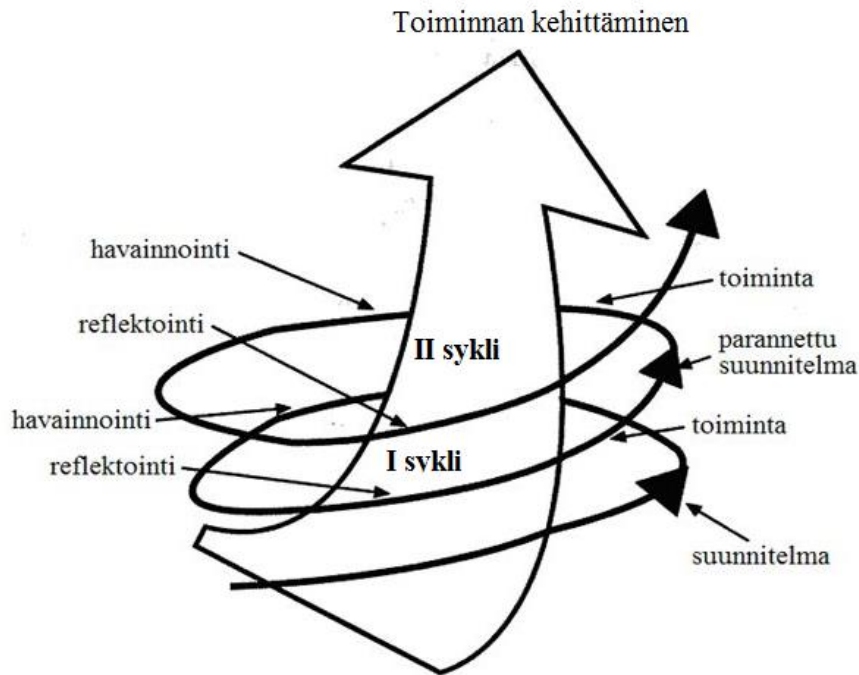 Toiminnan kehittäminen
havainnointi
toiminta
reflektointi
II sykli
parannettu
suunnitelma
havainnointi
toiminta
I sykli
reflektointi
suunnitelma